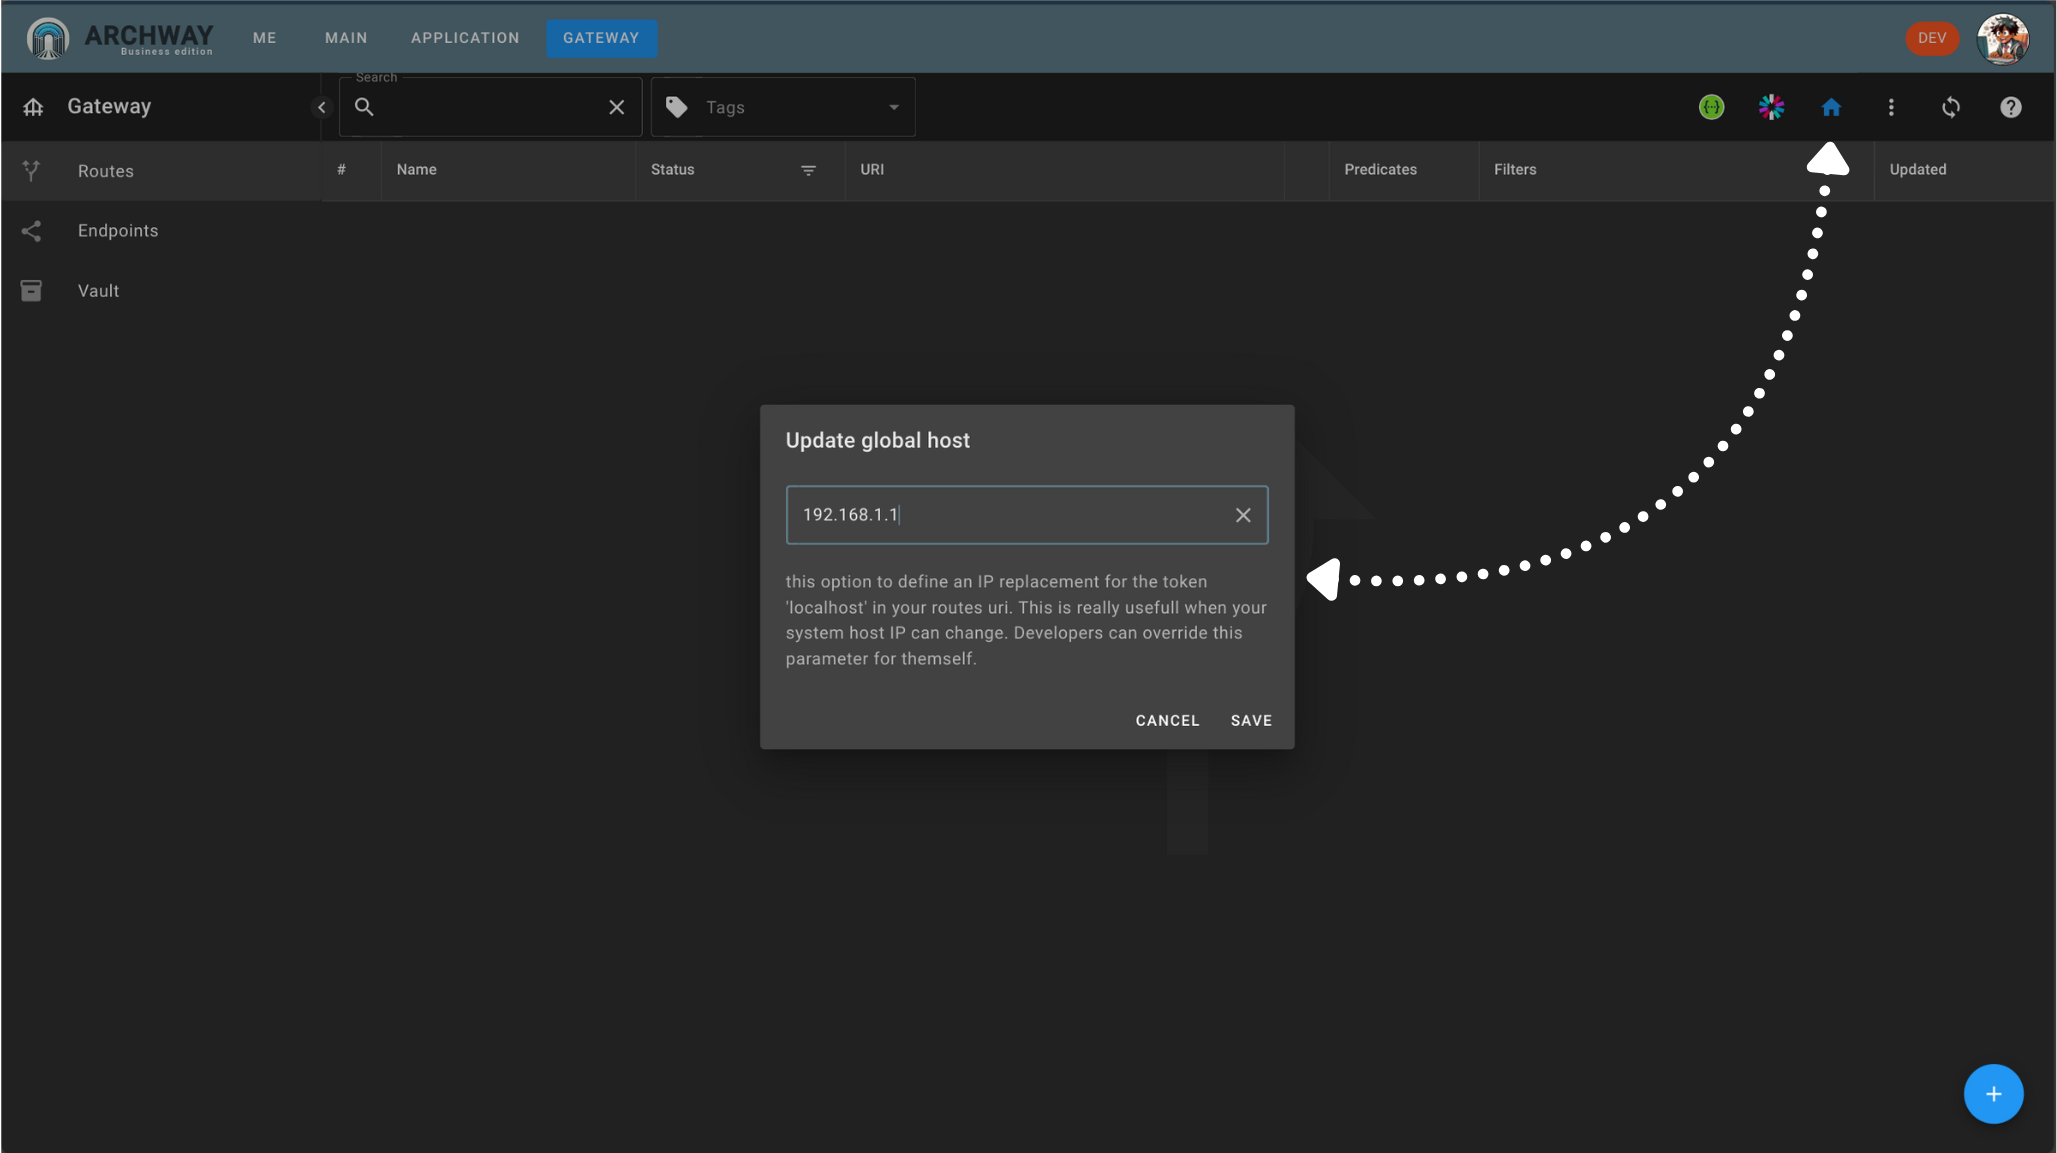 ARCHWAY
Business edition
ME
MAIN
APPLICATION
GATEWAY
DEV
Gateway
Search
Tags
Routes
#
Name
Status
URI
Predicates
Filters
Updated
Endpoints
Vault
Update global host
192.168.1.1
this option to define an IP replacement for the token
'localhost' in your routes uri. This is really usefull when your
system host IP can change. Developers can override this
parameter for themself.
CANCEL
SAVE